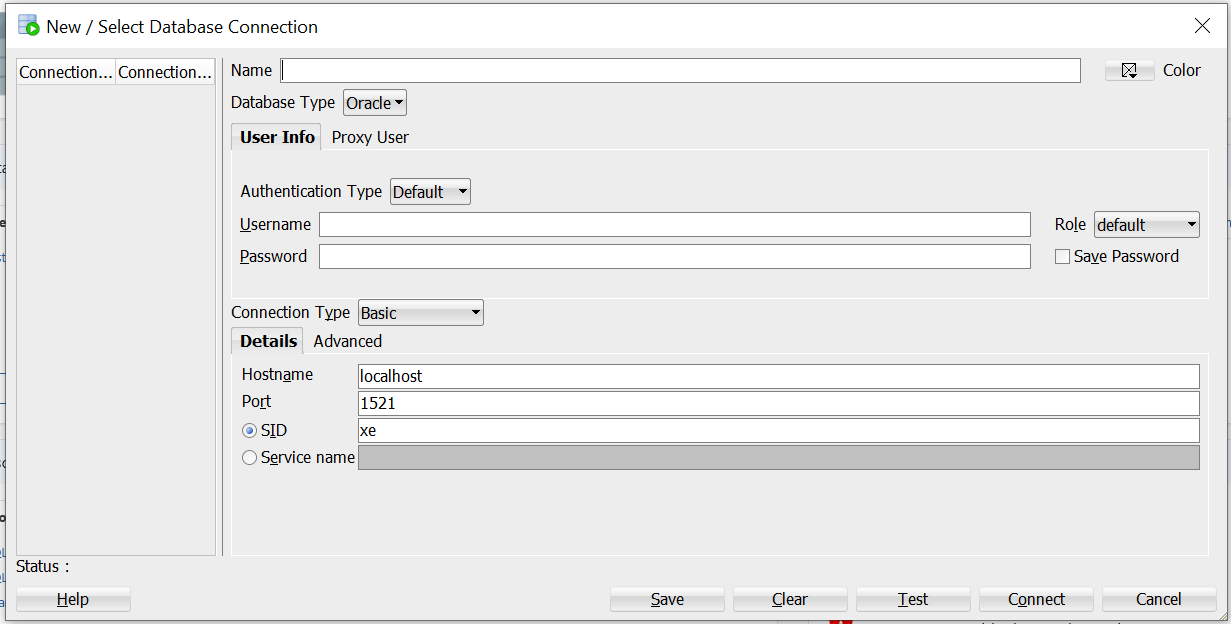 New / Select Database Connection
Connection... Connection...
Name
Color
Database Type Oracle
User Info Proxy User
Authentication Type Default
Username
Role default
Password
Save Password
Connection Type Basic
Details Advanced
Hostname localhost
Port 1521
SID xe
Service name
Status :
Help Save Clear Test Connect Cancel